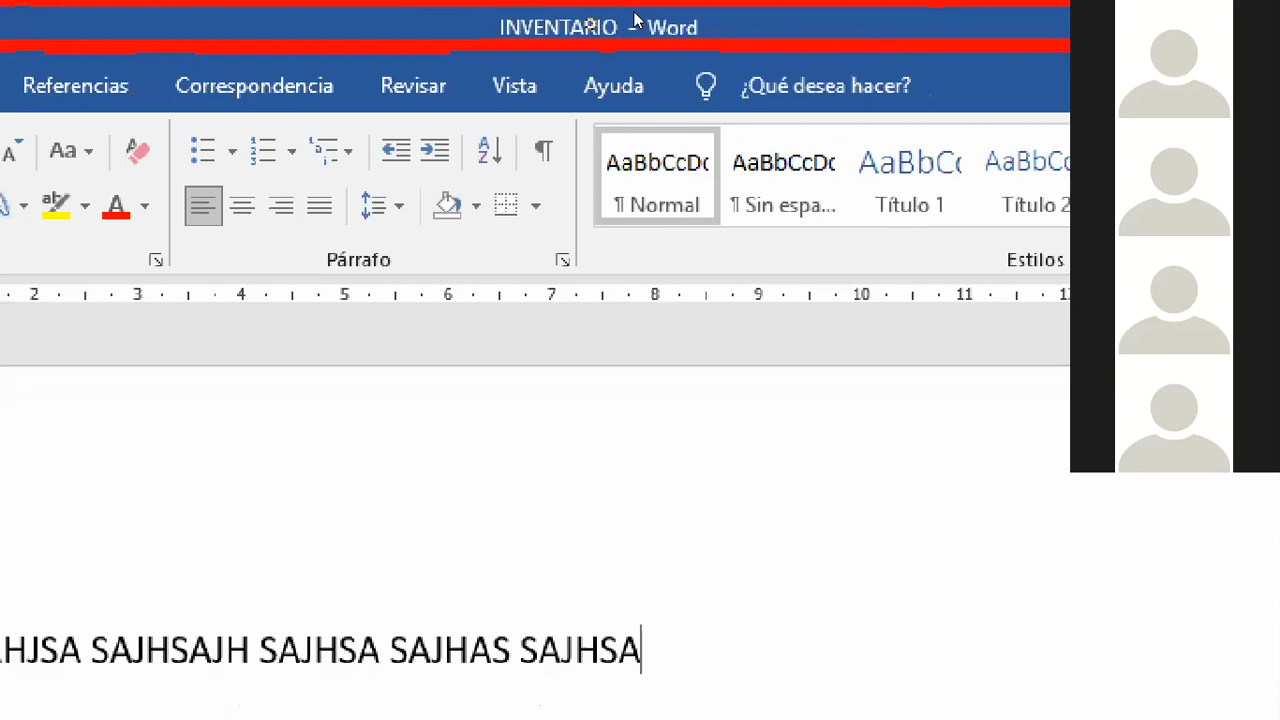 INVENTARIO - Word
Referencias Correspondencia Revisar Vista Ayuda ¿Qué desea hacer?
A Aa
ab A
AaBbCcDc AaBbCcDc AaBbCc AaBbCc
¶ Normal ¶ Sin espa... Título 1 Título 2
Párrafo Estilos
2 3 4 5 6 7 8 9 10 11
HJSA SAJHSAJH SAJHSA SAJHAS SAJHSA